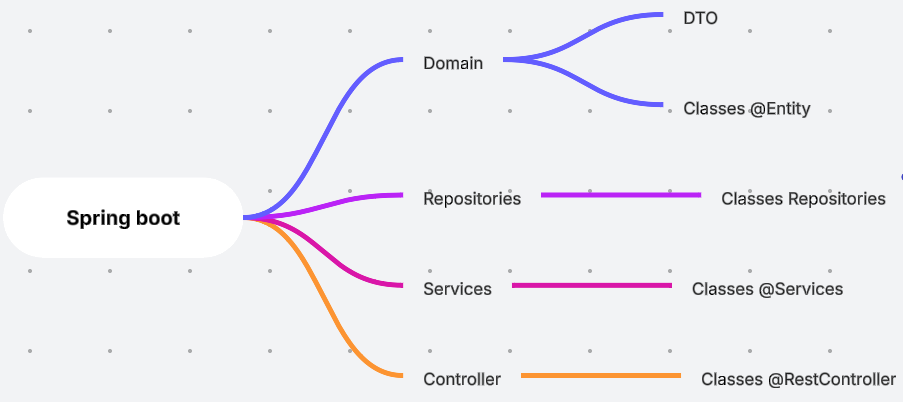 Spring boot
Domain
DTO
Classes @Entity
Repositories
Classes Repositories
Services
Classes @Services
Controller
Classes @RestController